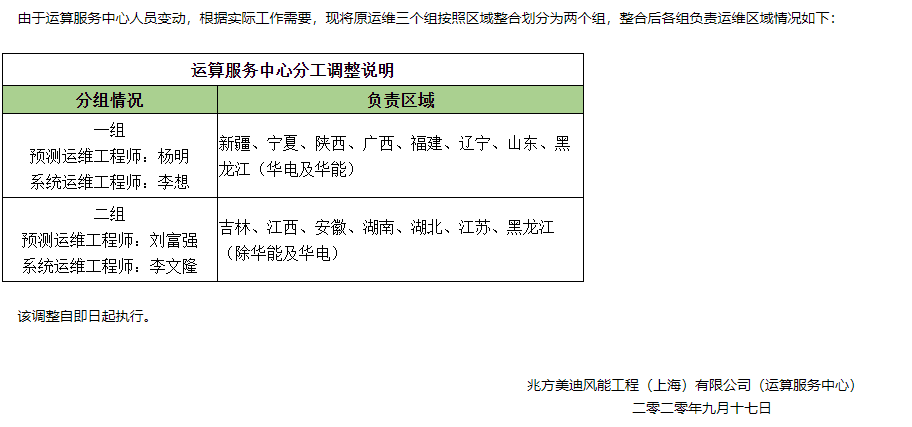 由于运算服务中心人员变动，根据实际工作需要，现将原运维三个组按照区域整合划分为两个组，整合后各组负责运维区域情况如下：
运算服务中心分工调整说明
分组情况 负责区域
一组
预测运维工程师：杨明
系统运维工程师：李想
新疆、宁夏、陕西、广西、福建、辽宁、山东、黑
龙江（华电及华能）
二组
预测运维工程师：刘富强
系统运维工程师：李文隆
吉林、江西、安徽、湖南、湖北、江苏、黑龙江
（除华能及华电）
该调整自即日起执行。
兆方美迪风能工程（上海）有限公司（运算服务中心）
二零二零年九月十七日